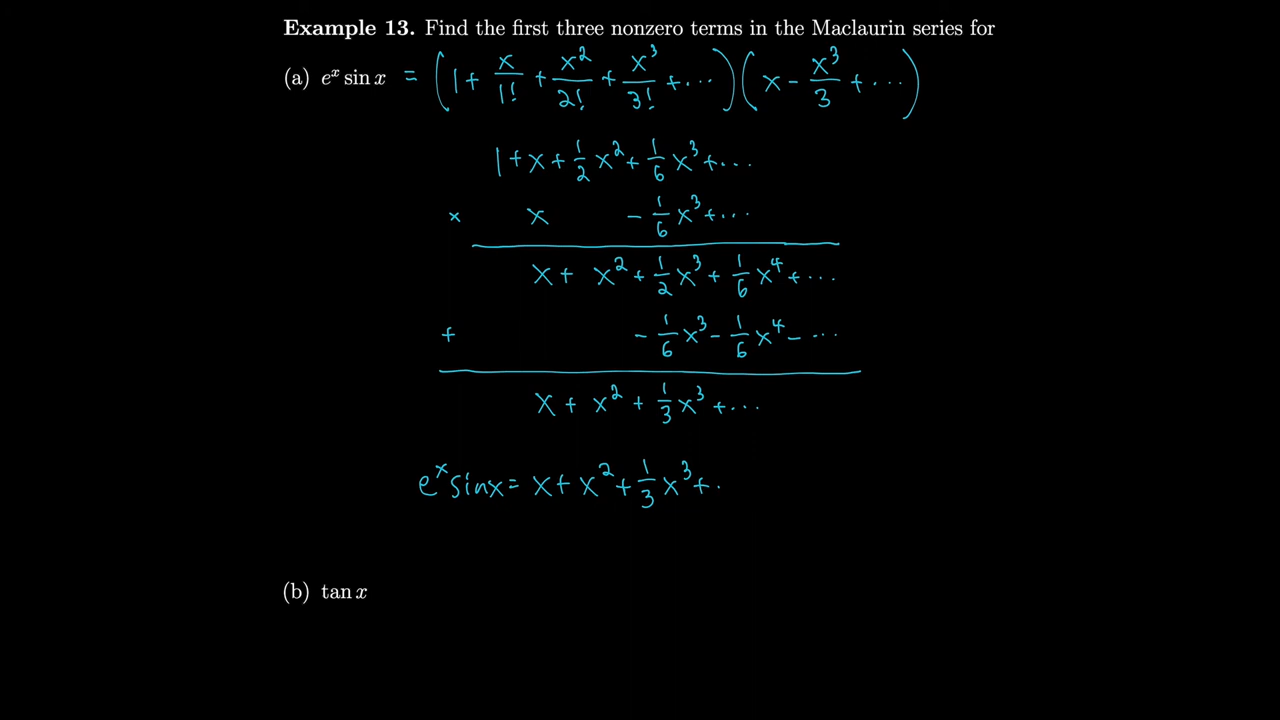 Example 13. Find the first three nonzero terms in the Maclaurin series for
(a) e^x sin x = (1 + x/1! + x^2/2! + x^3/3! + ⋯)(x − x^3/3 + ⋯)
1 + x + 1/2 x^2 + 1/6 x^3 + ⋯
× x − 1/6 x^3 + ⋯
x + x^2 + 1/2 x^3 + 1/6 x^4 + ⋯
+ − 1/6 x^3 − 1/6 x^4 − ⋯
x + x^2 + 1/3 x^3 + ⋯
e^x sin x = x + x^2 + 1/3 x^3 + .
(b) tan x